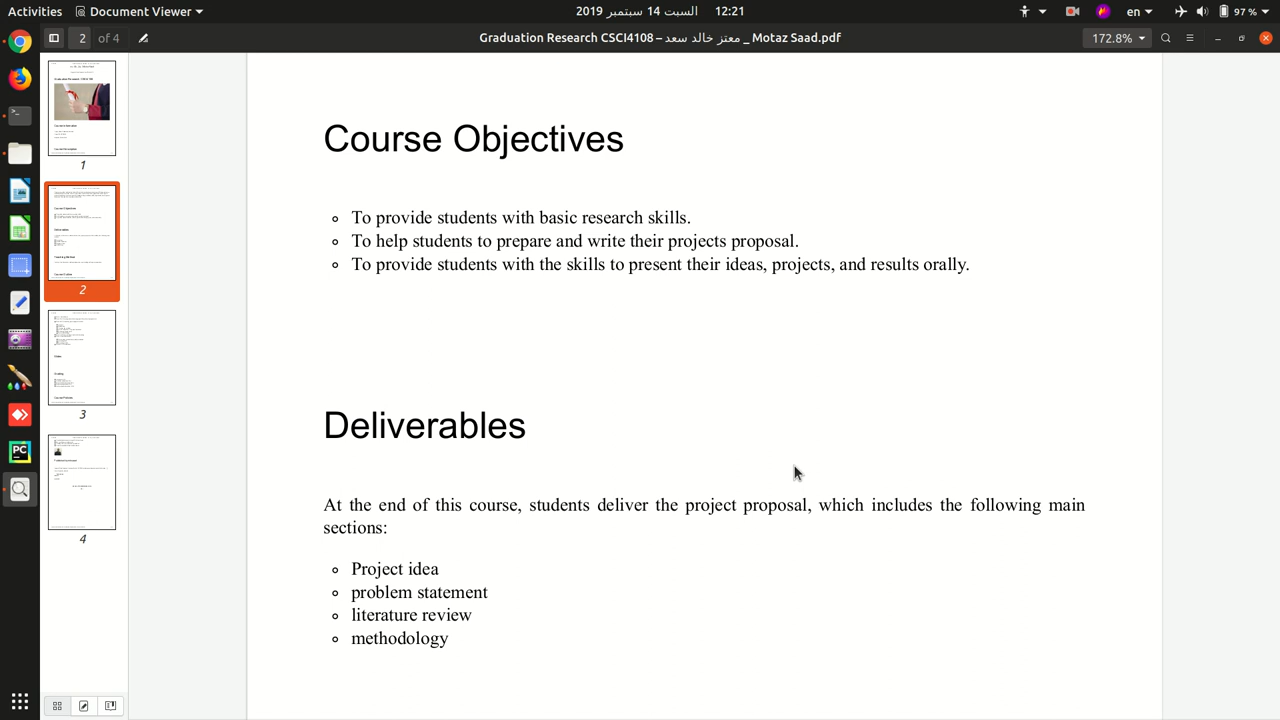 Activities Document Viewer السبت 14 سبتمبر 2019 12:21 en 97 %
2 of 4 Graduation Research CSCI4108 – معتز خالد سعد _ Motaz Saad.pdf 172.8%
1
2
3
4
Course Objectives
To provide students with basic research skills.
To help students to prepare and write their projects proposal.
To provide students with the skills to present their ideas, projects, and results orally.
Deliverables
At the end of this course, students deliver the project proposal, which includes the following main
sections:
Project idea
problem statement
literature review
methodology